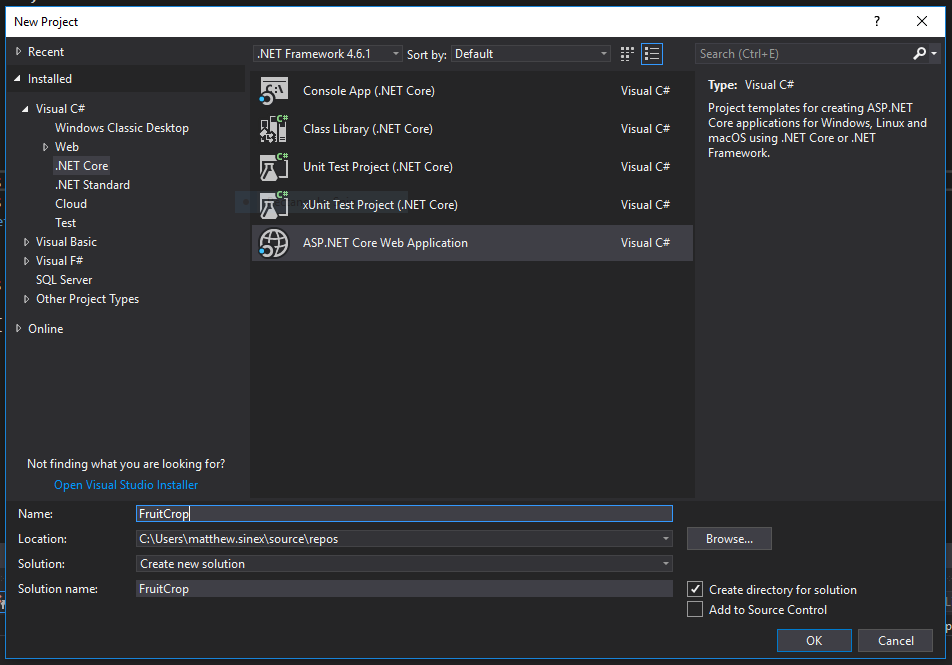 New Project
?
Recent
Installed
Visual C#
Windows Classic Desktop
Web
.NET Core
.NET Standard
Cloud
Test
Visual Basic
Visual F#
SQL Server
Other Project Types
Online
Not finding what you are looking for?
Open Visual Studio Installer
.NET Framework 4.6.1 Sort by: Default
Console App (.NET Core) Visual C#
Class Library (.NET Core) Visual C#
Unit Test Project (.NET Core) Visual C#
xUnit Test Project (.NET Core) Visual C#
ASP.NET Core Web Application Visual C#
Search (Ctrl+E)
Type: Visual C#
Project templates for creating ASP.NET
Core applications for Windows, Linux and
macOS using .NET Core or .NET
Framework.
Name: FruitCrop
Location: C:\Users\matthew.sinex\source\repos
Browse...
Solution: Create new solution
Solution name: FruitCrop
Create directory for solution
Add to Source Control
OK Cancel